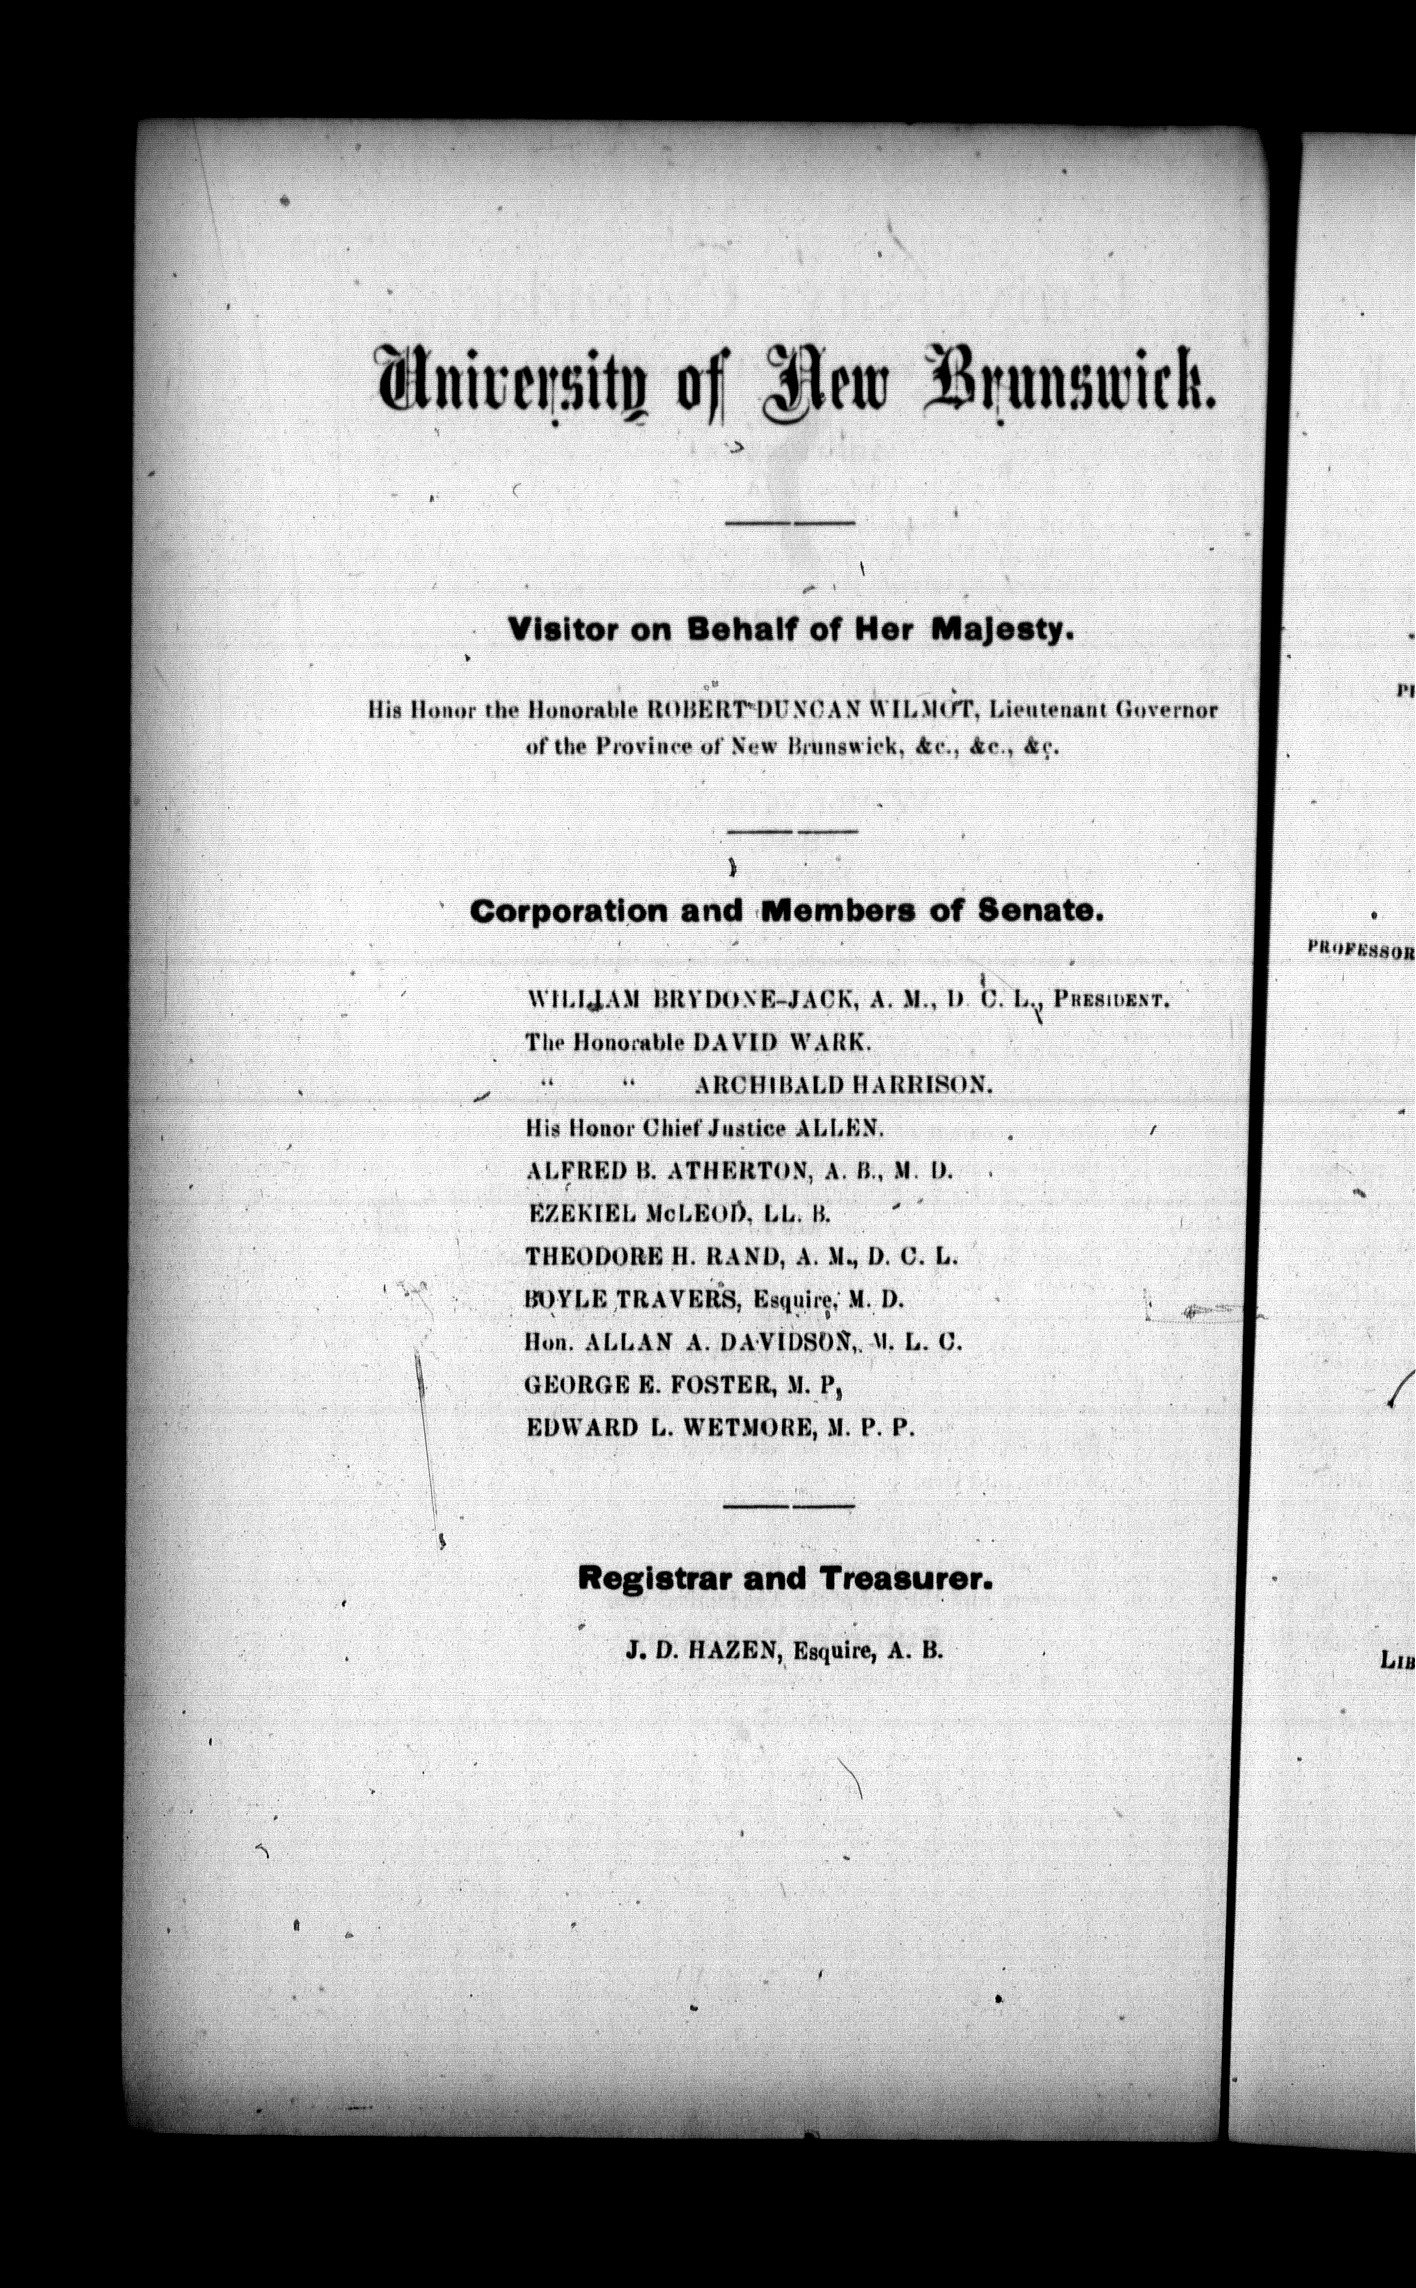 University of New Brunswick.
Visitor on Behalf of Her Majesty.
His Honor the Honorable ROBERT DUNCAN WILMOT, Lieutenant Governor
of the Province of New Brunswick, &c., &c., &c.
Corporation and Members of Senate.
WILLIAM BRYDONE-JACK, A. M., D. C. L., PRESIDENT.
The Honorable DAVID WARK.
“ “ ARCHIBALD HARRISON.
His Honor Chief Justice ALLEN.
ALFRED B. ATHERTON, A. B., M. D.
EZEKIEL McLEOD, LL. B.
THEODORE H. RAND, A. M., D. C. L.
BOYLE TRAVERS, Esquire, M. D.
Hon. ALLAN A. DAVIDSON, M. L. C.
GEORGE E. FOSTER, M. P,
EDWARD L. WETMORE, M. P. P.
Registrar and Treasurer.
J. D. HAZEN, Esquire, A. B.
PROFESSOR